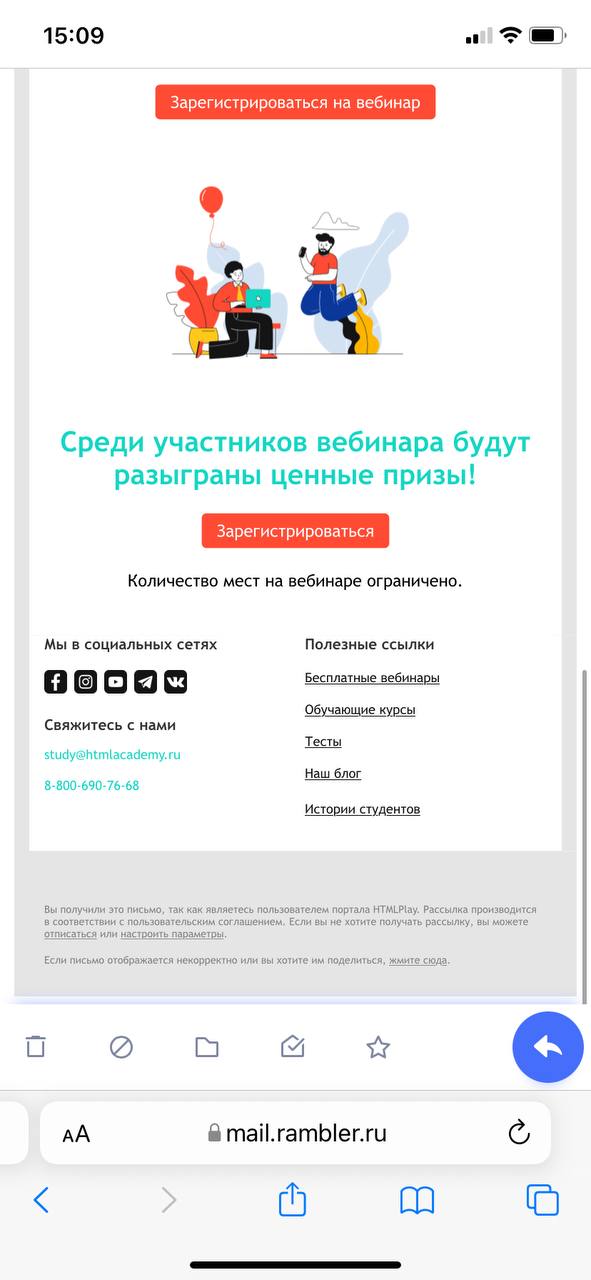 15:09
Зарегистрироваться на вебинар
Среди участников вебинара будут
разыграны ценные призы!
Зарегистрироваться
Количество мест на вебинаре ограничено.
Мы в социальных сетях
Свяжитесь с нами
study@htmlacademy.ru
8-800-690-76-68
Полезные ссылки
Бесплатные вебинары
Обучающие курсы
Тесты
Наш блог
Истории студентов
Вы получили это письмо, так как являетесь пользователем портала HTMLPlay. Рассылка производится
в соответствии с пользовательским соглашением. Если вы не хотите получать рассылку, вы можете
отписаться или настроить параметры.
Если письмо отображается некорректно или вы хотите им поделиться, жмите сюда.
AA mail.rambler.ru